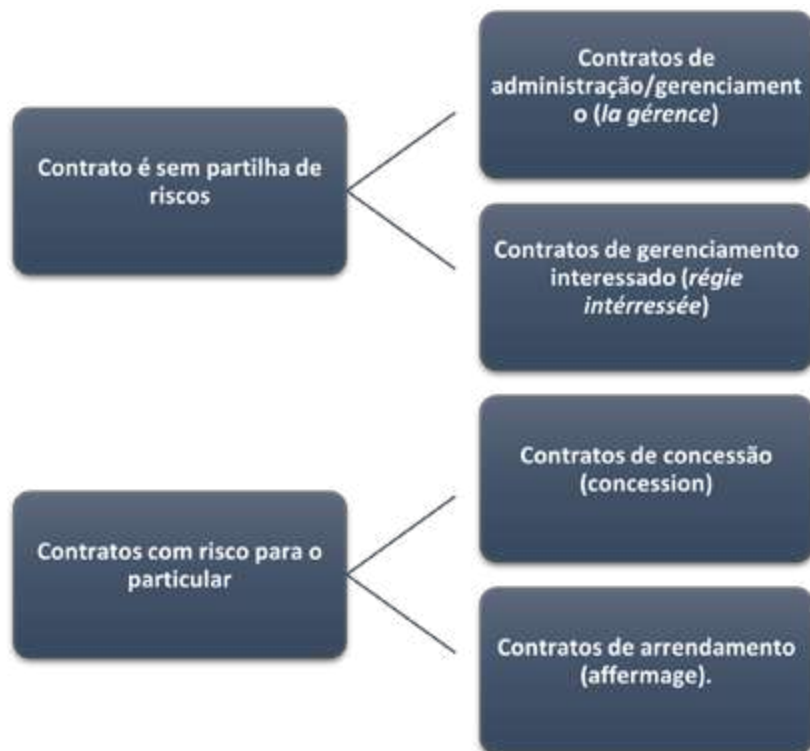 Contrato é sem partilha de
riscos
Contratos de
administração/gerenciament
o (la gérence)
Contratos de gerenciamento
interessado (régie
intérressée)
Contratos com risco para o
particular
Contratos de concessão
(concession)
Contratos de arrendamento
(affermage).